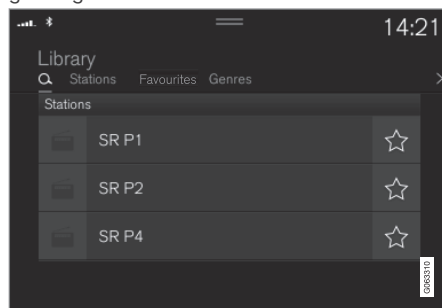 14:21
Library
Stations Favourites Genres
Stations
SR P1
SR P2
SR P4
G063310